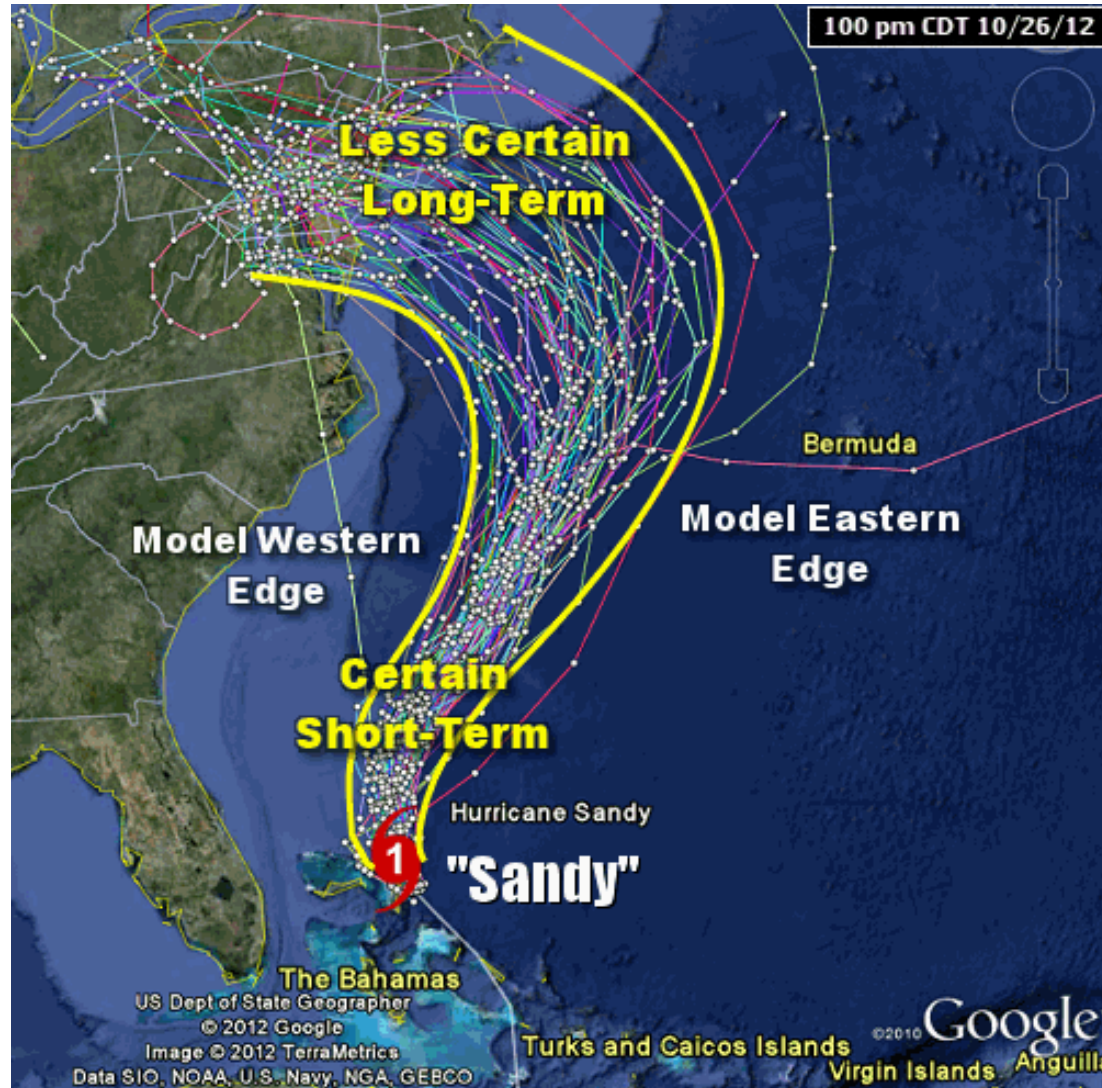 100 pm CDT 10/26/12
Less Certain
Long-Term
Bermuda
Model Western
Edge
Model Eastern
Edge
Certain
Short-Term
Hurricane Sandy
1
"Sandy"
The Bahamas
US Dept of State Geographer
© 2012 Google
Image © 2012 TerraMetrics
Data SIO, NOAA, U.S. Navy, NGA, GEBCO
©2010 Google
Turks and Caicos Islands
Virgin Islands
Anguill